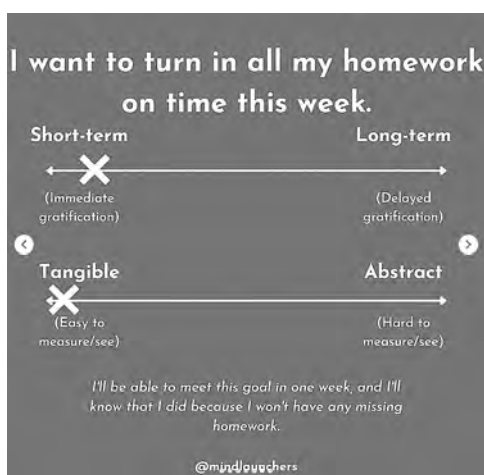 I want to turn in all my homework
on time this week.
Short-term Long-term
(Immediate (Delayed
gratification) gratification)
Tangible Abstract
(Easy to (Hard to
measure/see) measure/see)
I'll be able to meet this goal in one week, and I'll
know that I did because I won't have any missing
homework.
@mindlaunchers